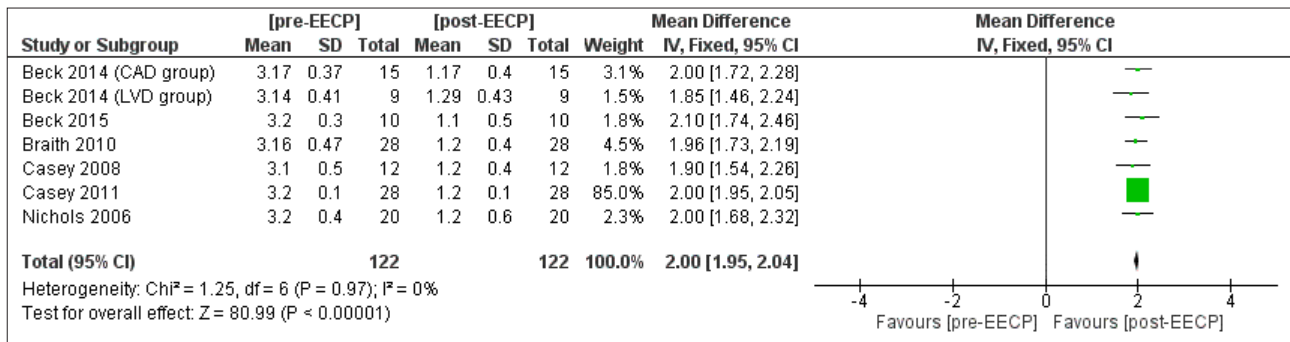 [pre-EECP] [post-EECP] Mean Difference Mean Difference
Study or Subgroup Mean SD Total Mean SD Total Weight IV, Fixed, 95% CI IV, Fixed, 95% CI
Beck 2014 (CAD group) 3.17 0.37 15 1.17 0.4 15 3.1% 2.00 [1.72, 2.28]
Beck 2014 (LVD group) 3.14 0.41 9 1.29 0.43 9 1.5% 1.85 [1.46, 2.24]
Beck 2015 3.2 0.3 10 1.1 0.5 10 1.8% 2.10 [1.74, 2.46]
Braith 2010 3.16 0.47 28 1.2 0.4 28 4.5% 1.96 [1.73, 2.19]
Casey 2008 3.1 0.5 12 1.2 0.4 12 1.8% 1.90 [1.54, 2.26]
Casey 2011 3.2 0.1 28 1.2 0.1 28 85.0% 2.00 [1.95, 2.05]
Nichols 2006 3.2 0.4 20 1.2 0.6 20 2.3% 2.00 [1.68, 2.32]
Total (95% CI) 122 122 100.0% 2.00 [1.95, 2.04]
Heterogeneity: Chi² = 1.25, df = 6 (P = 0.97); I² = 0%
Test for overall effect: Z = 80.99 (P < 0.00001)
-4 -2 0 2 4
Favours [pre-EECP] Favours [post-EECP]